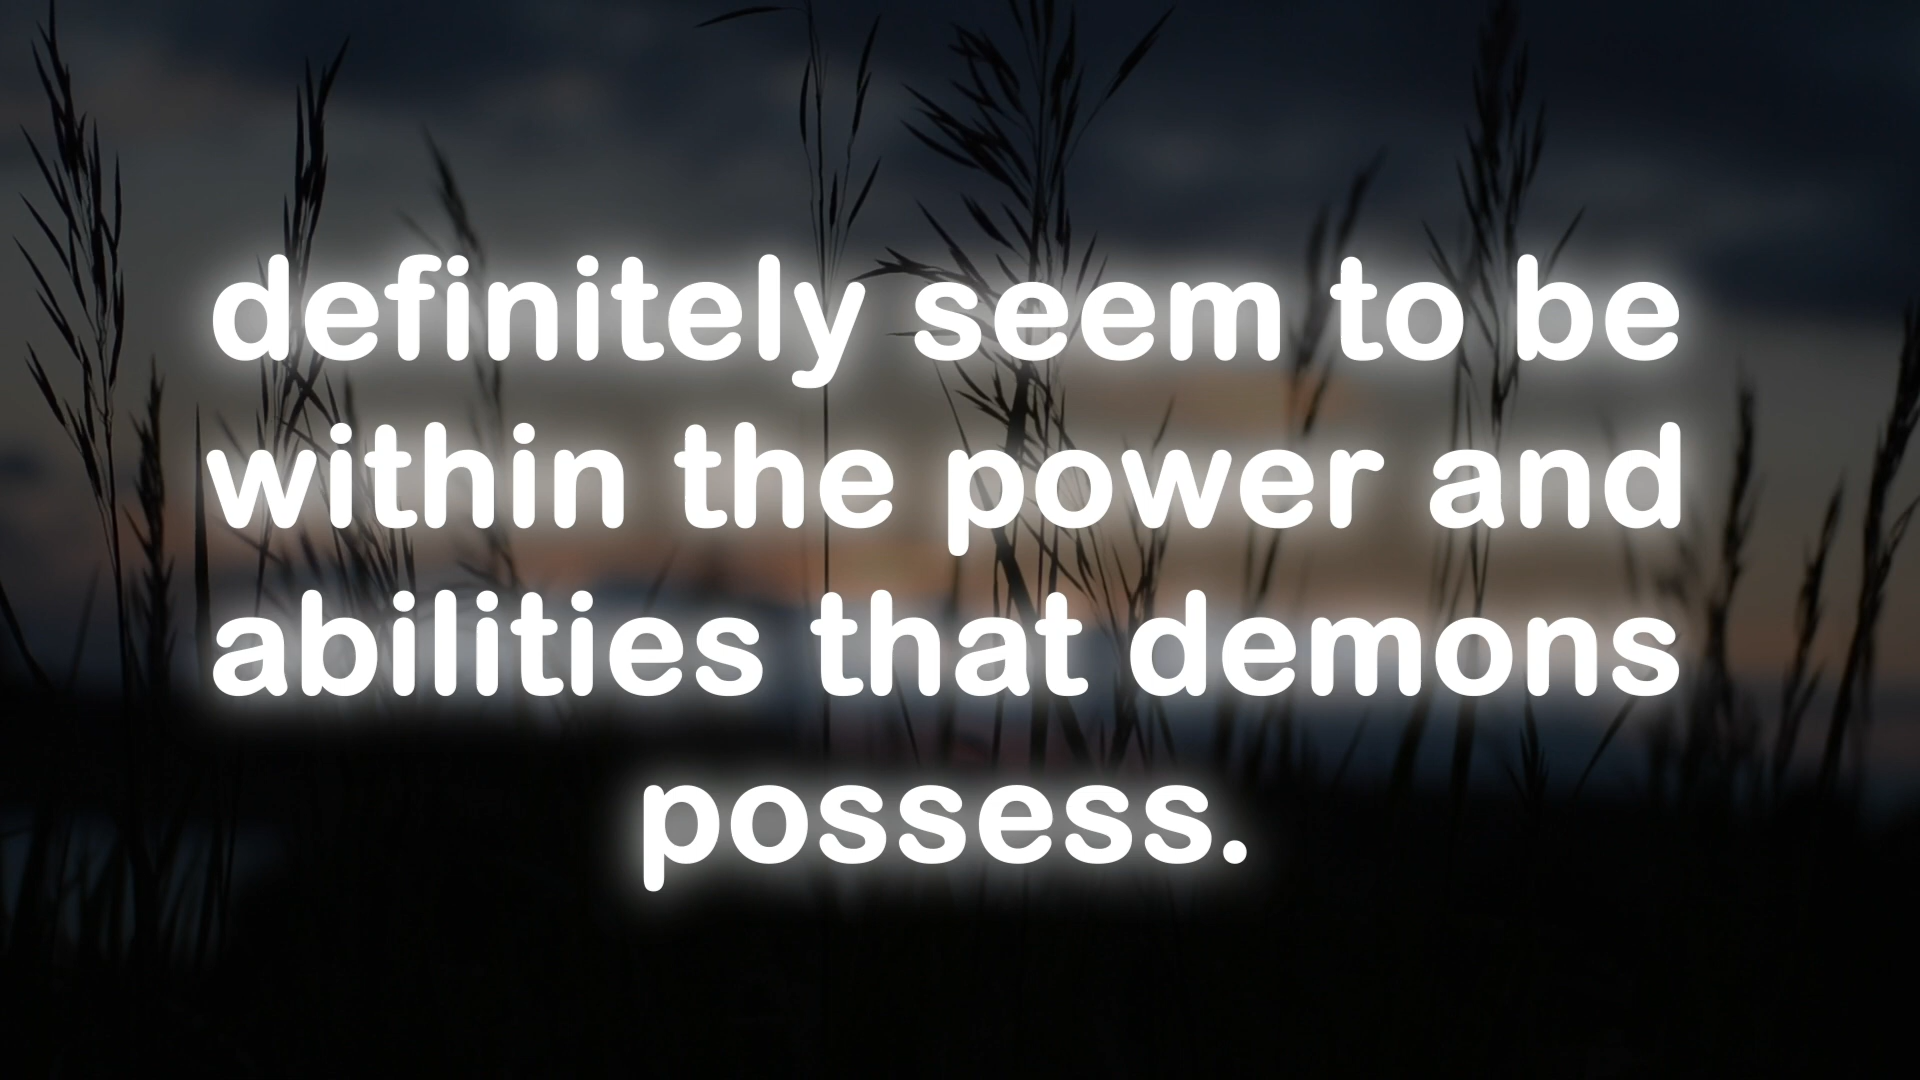 definitely seem to be
within the power and
abilities that demons
possess.